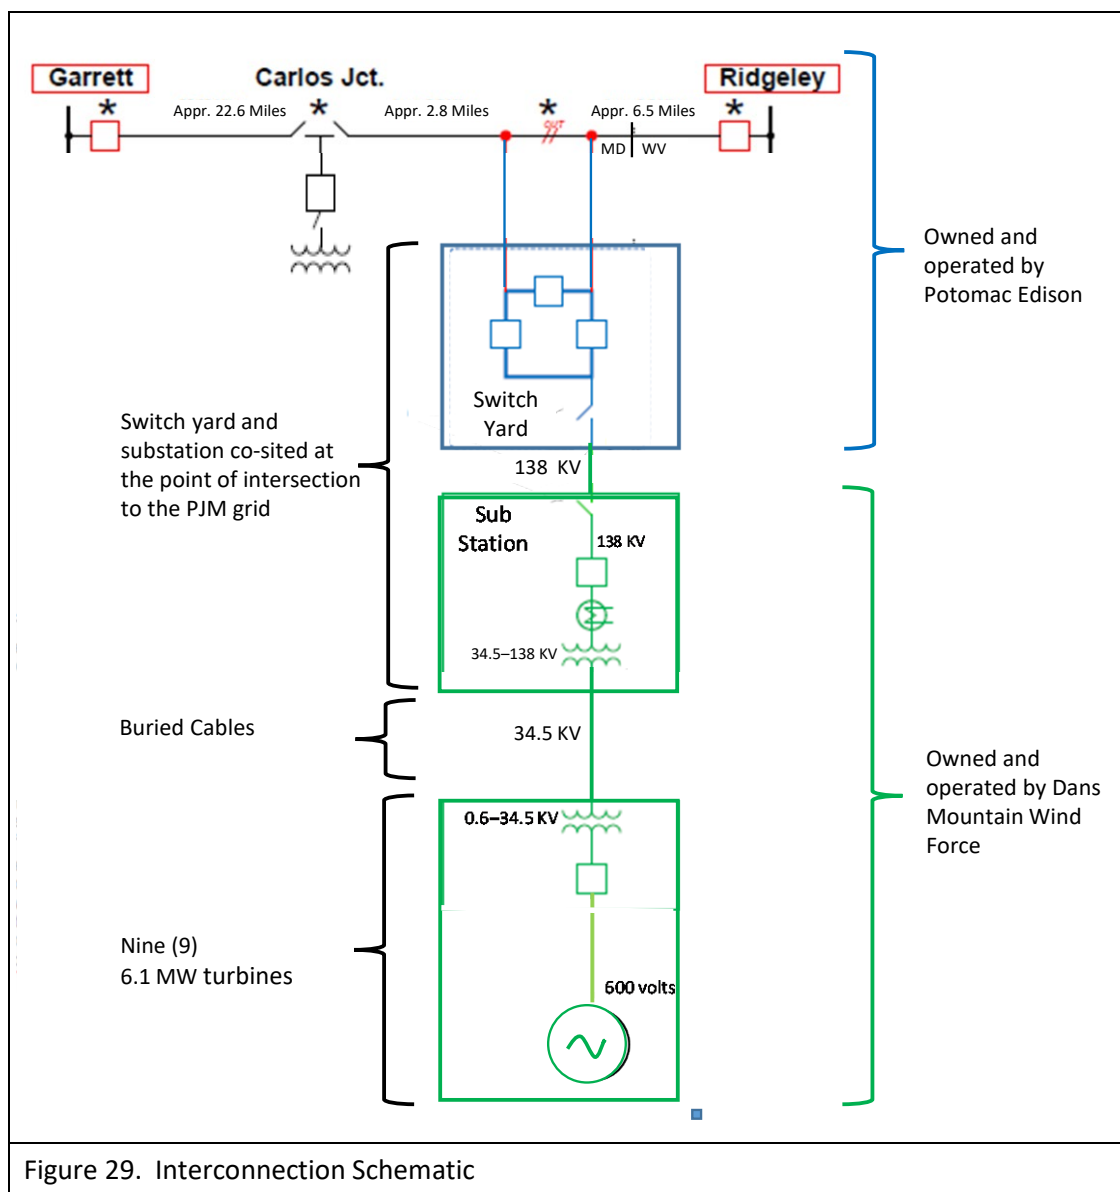 Garrett
Carlos Jct.
Ridgeley
* * * *
Appr. 22.6 Miles
Appr. 2.8 Miles
Appr. 6.5 Miles
OUT
MD WV
Owned and
operated by
Potomac Edison
Switch
Yard
Switch yard and
substation co-sited at
the point of intersection
to the PJM grid
138 KV
Sub
Station
138 KV
34.5–138 KV
Buried Cables
34.5 KV
Owned and
operated by Dans
Mountain Wind
Force
0.6–34.5 KV
Nine (9)
6.1 MW turbines
600 volts
Figure 29. Interconnection Schematic